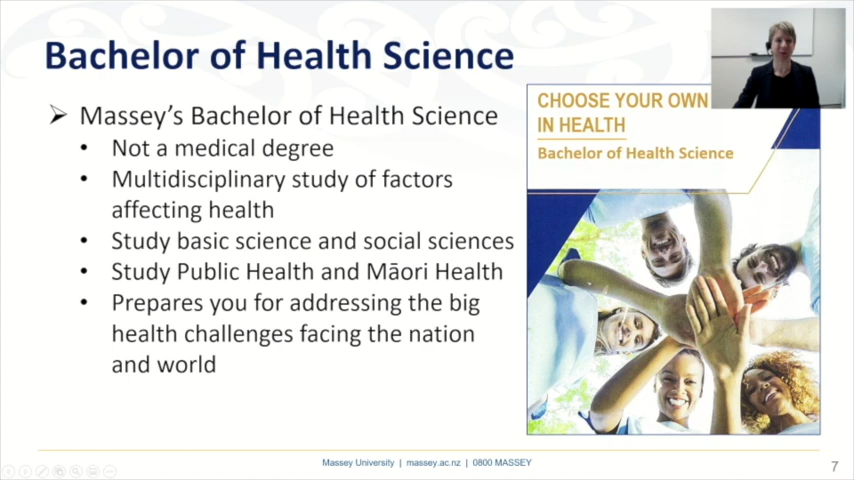 Bachelor of Health Science
➢ Massey's Bachelor of Health Science
• Not a medical degree
• Multidisciplinary study of factors
affecting health
• Study basic science and social sciences
• Study Public Health and Māori Health
• Prepares you for addressing the big
health challenges facing the nation
and world
CHOOSE YOUR OWN
IN HEALTH
Bachelor of Health Science
Massey University | massey.ac.nz | 0800 MASSEY
7